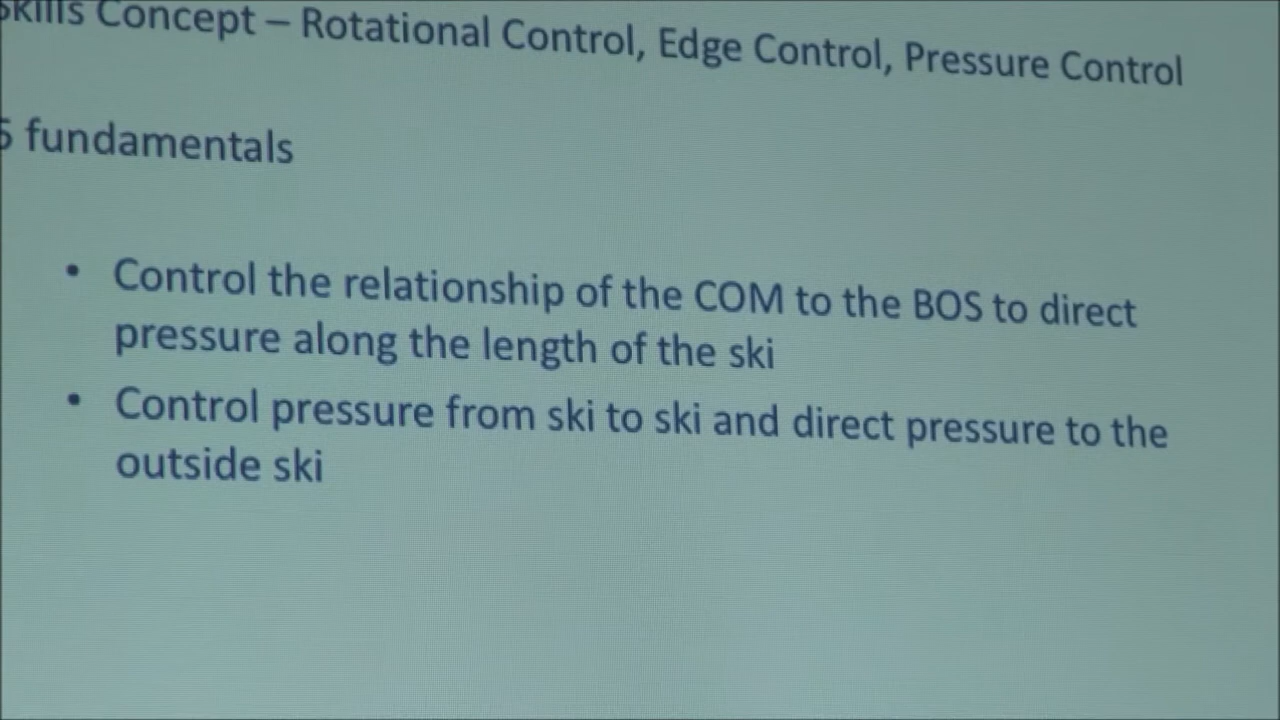 Skills Concept – Rotational Control, Edge Control, Pressure Control
5 fundamentals
• Control the relationship of the COM to the BOS to direct
pressure along the length of the ski
• Control pressure from ski to ski and direct pressure to the
outside ski